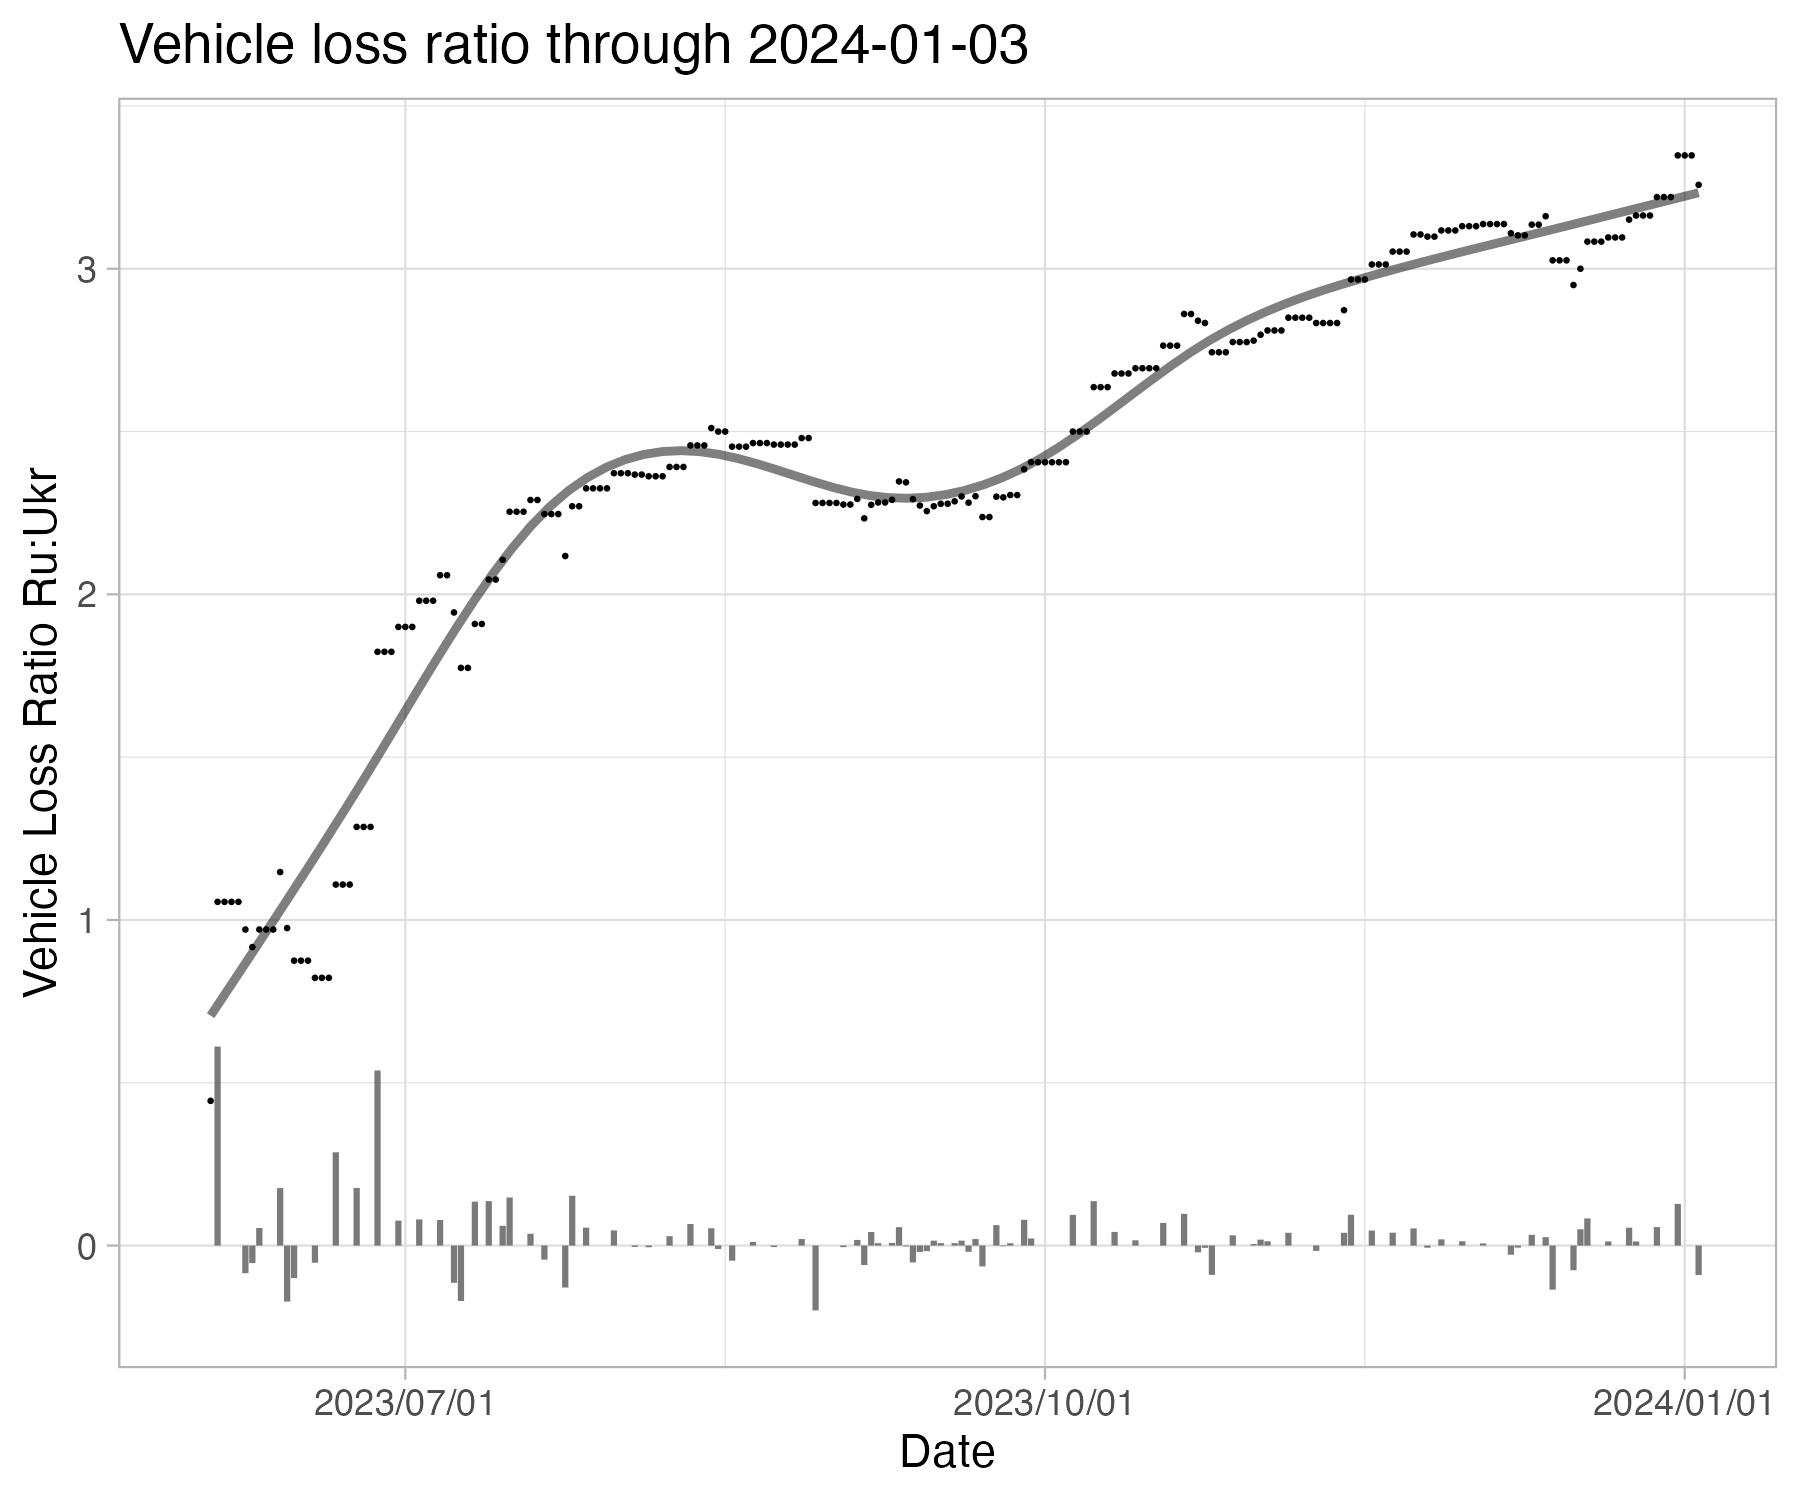 Vehicle loss ratio through 2024-01-03
Vehicle Loss Ratio Ru:Ukr
3
2
1
0
2023/07/01
2023/10/01
2024/01/01
Date